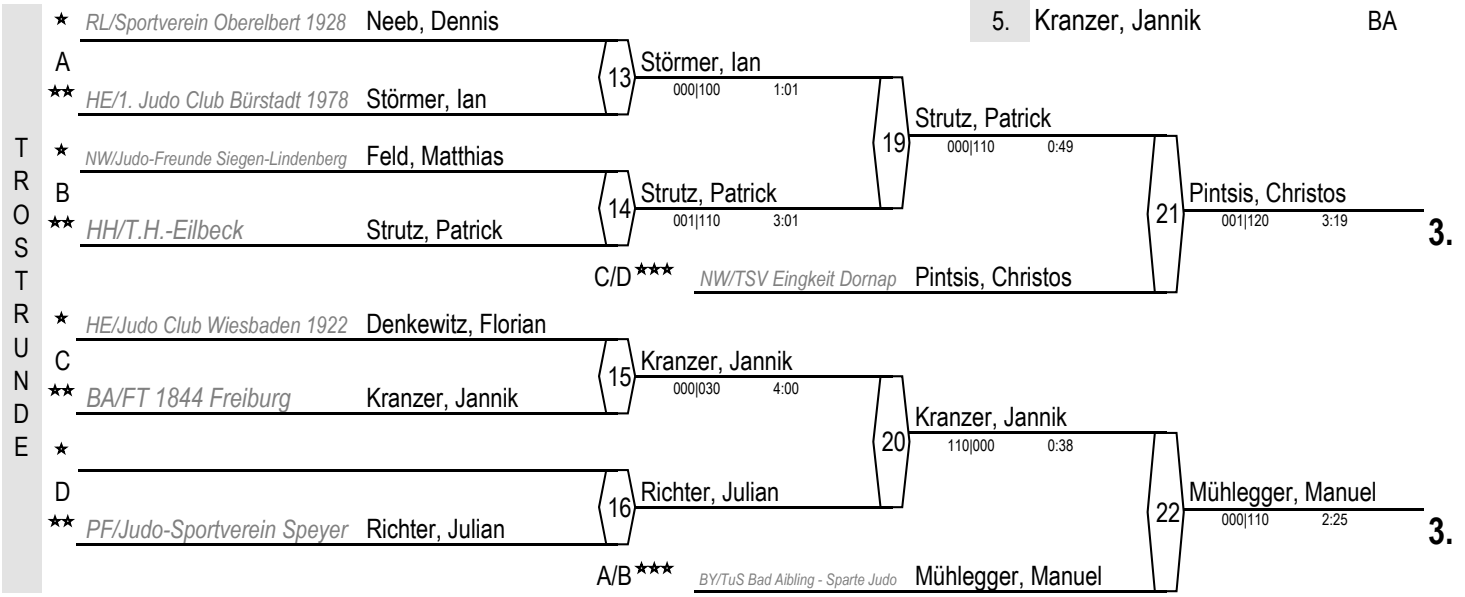 TROSTRUNDE
RL/Sportverein Oberelbert 1928 Neeb, Dennis
5. Kranzer, Jannik BA
A
13 Störmer, Ian
000|100 1:01
HE/1. Judo Club Bürstadt 1978 Störmer, Ian
19 Strutz, Patrick
000|110 0:49
NW/Judo-Freunde Siegen-Lindenberg Feld, Matthias
B
14 Strutz, Patrick
001|110 3:01
21 Pintsis, Christos
001|120 3:19
3.
HH/T.H.-Eilbeck Strutz, Patrick
C/D NW/TSV Eingkeit Dornap Pintsis, Christos
HE/Judo Club Wiesbaden 1922 Denkewitz, Florian
C
15 Kranzer, Jannik
000|030 4:00
BA/FT 1844 Freiburg Kranzer, Jannik
20 Kranzer, Jannik
110|000 0:38
D
16 Richter, Julian
22 Mühlegger, Manuel
000|110 2:25
3.
PF/Judo-Sportverein Speyer Richter, Julian
A/B BY/TuS Bad Aibling - Sparte Judo Mühlegger, Manuel